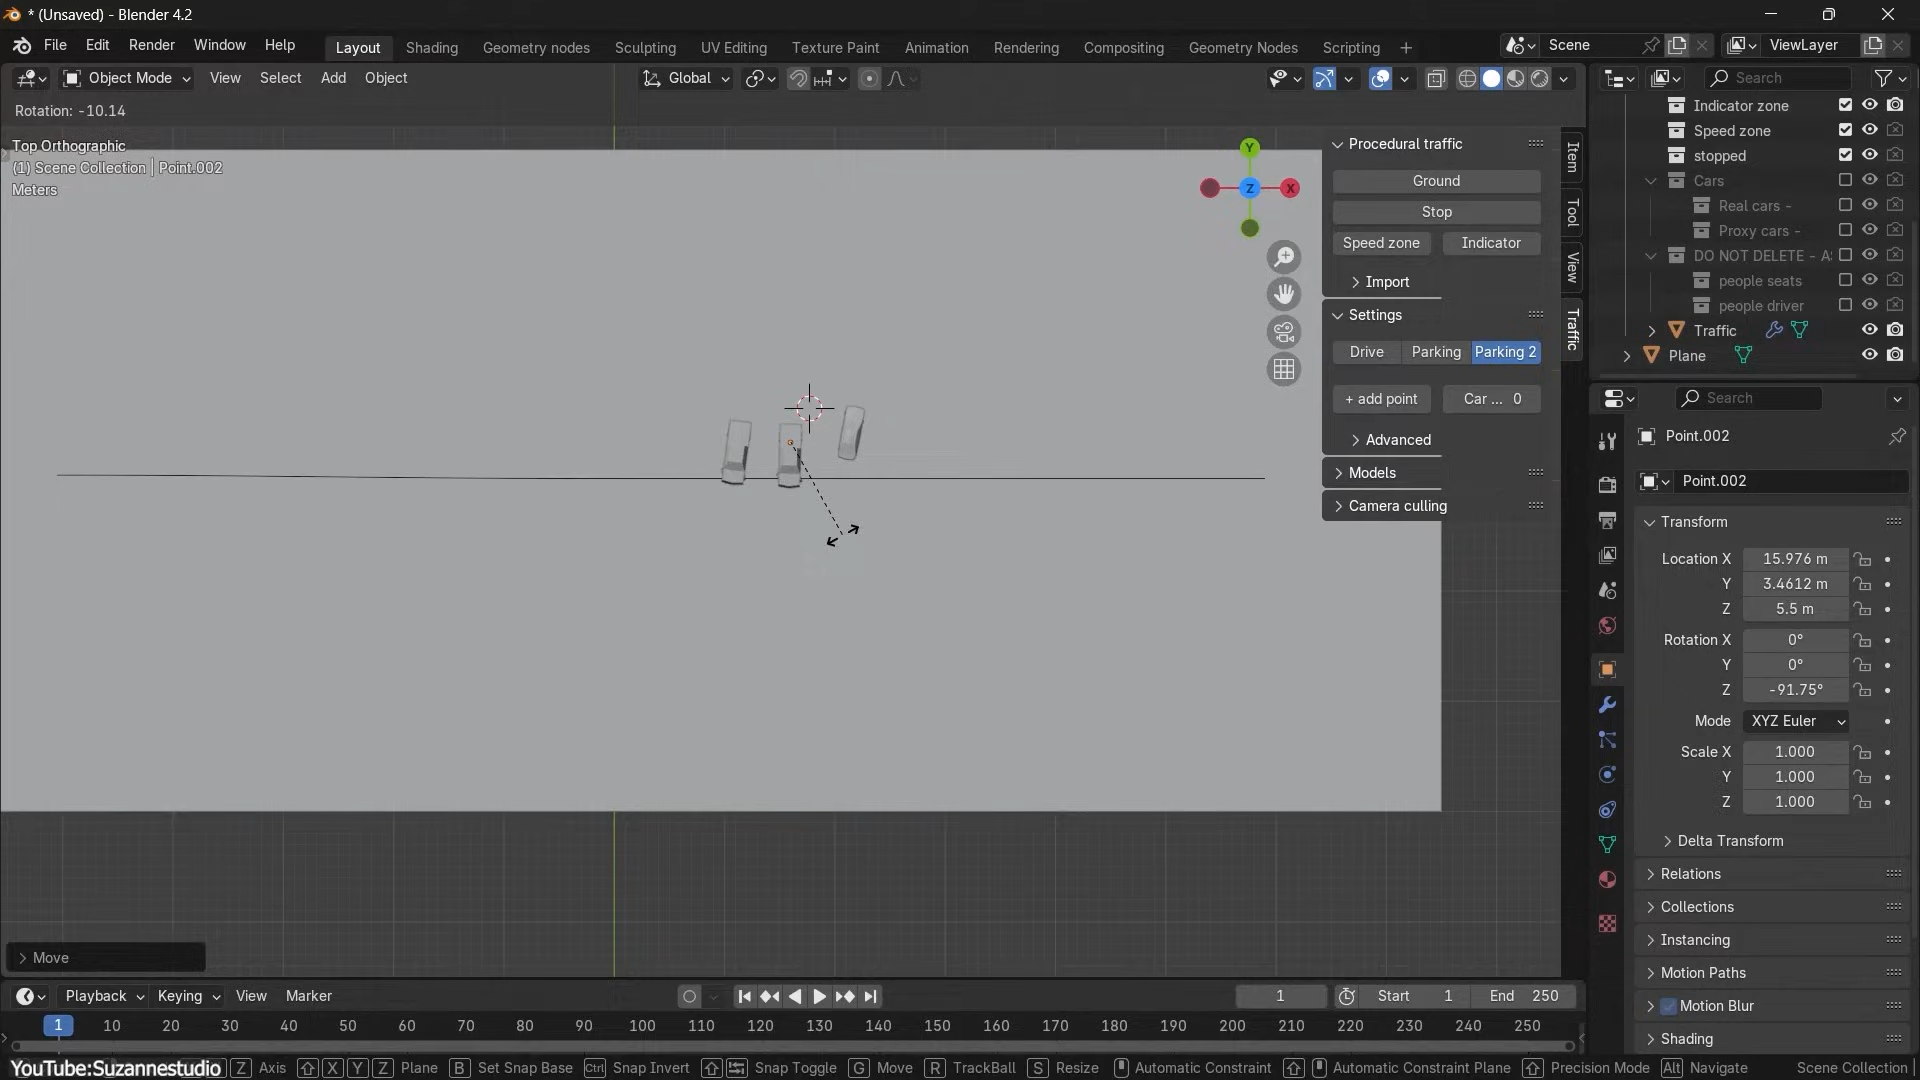 * (Unsaved) - Blender 4.2
File Edit Render Window Help Layout Shading Geometry nodes Sculpting UV Editing Texture Paint Animation Rendering Compositing Geometry Nodes Scripting + Scene ViewLayer
Object Mode View Select Add Object Global Search
Rotation: -10.14
Top Orthographic
(1) Scene Collection | Point.002
Meters
Y
Z
X
Procedural traffic
Ground
Stop
Speed zone Indicator
Import
Settings
Drive Parking Parking 2
+ add point Car ... 0
Advanced
Models
Camera culling
Item
Tool
View
Traffic
Indicator zone
Speed zone
stopped
Cars
Real cars -
Proxy cars -
DO NOT DELETE - A
people seats
people driver
Traffic
Plane
Search
Point.002
Point.002
Transform
Location X 15.976 m
Y 3.4612 m
Z 5.5 m
Rotation X 0°
Y 0°
Z -91.75°
Mode XYZ Euler
Scale X 1.000
Y 1.000
Z 1.000
Delta Transform
Relations
Collections
Instancing
Motion Paths
Motion Blur
Shading
Move
Playback Keying View Marker 1 Start 1 End 250
1 10 20 30 40 50 60 70 80 90 100 110 120 130 140 150 160 170 180 190 200 210 220 230 240 250
YouTube:Suzannestudio Z Axis X Y Z Plane B Set Snap Base Ctrl Snap Invert Snap Toggle G Move R TrackBall S Resize Automatic Constraint Automatic Constraint Plane Precision Mode Alt Navigate Scene Collection |